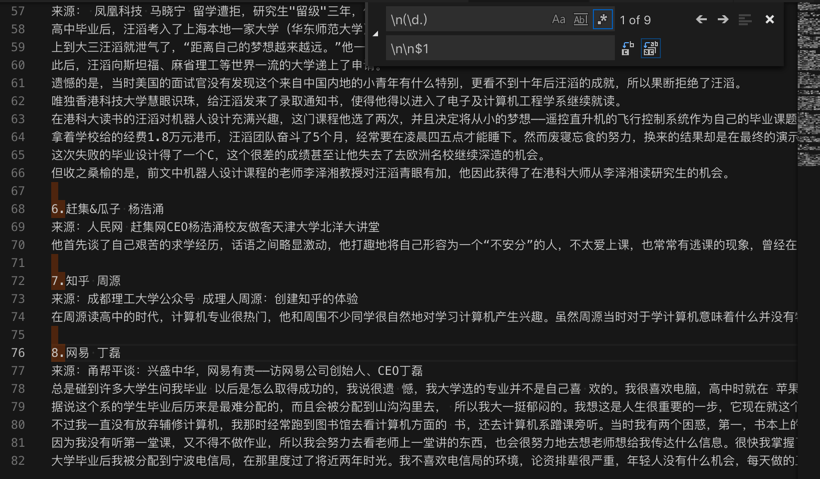 \n(\d.)
Aa Abl .* 1 of 9
\n\n$1
57 来源: 凤凰科技 马晓宁 留学遭拒，研究生"留级"三年，
58 高中毕业后，汪滔考入了上海本地一家大学（华东师范大学
59 上到大三汪滔就泄气了，“距离自己的梦想越来越远。”他一
60 此后，汪滔向斯坦福、麻省理工等世界一流的大学递上了申请。
61 遗憾的是，当时美国的面试官没有发现这个来自中国内地的小青年有什么特别，更看不到十年后汪滔的成就，所以果断拒绝了汪滔。
62 唯独香港科技大学慧眼识珠，给汪滔发来了录取通知书，使得他得以进入了电子及计算机工程学系继续就读。
63 在港科大读书的汪滔对机器人设计充满兴趣，这门课程他选了两次，并且决定将从小的梦想——遥控直升机的飞行控制系统作为自己的毕业课题
64 拿着学校给的经费1.8万元港币，汪滔团队奋斗了5个月，经常要在凌晨四五点才能睡下。然而废寝忘食的努力，换来的结果却是在最终的演示
65 这次失败的毕业设计得了一个C，这个很差的成绩甚至让他失去了去欧洲名校继续深造的机会。
66 但收之桑榆的是，前文中机器人设计课程的老师李泽湘教授对汪滔青眼有加，他因此获得了在港科大师从李泽湘读研究生的机会。
67
68 6.赶集&瓜子 杨浩涌
69 来源: 人民网 赶集网CEO杨浩涌校友做客天津大学北洋大讲堂
70 他首先谈了自己艰苦的求学经历，话语之间略显激动，他打趣地将自己形容为一个“不安分”的人，不太爱上课，也常常有逃课的现象，曾经在
71
72 7.知乎 周源
73 来源: 成都理工大学公众号 成理人周源: 创建知乎的体验
74 在周源读高中的时代，计算机专业很热门，他和周围不少同学很自然地对学习计算机产生兴趣。虽然周源当时对于学计算机意味着什么并没有
75
76 8.网易 丁磊
77 来源: 甬帮平谈: 兴盛中华，网易有责——访网易公司创始人、CEO丁磊
78 总是碰到许多大学生问我毕业 以后是怎么取得成功的，我说很遗 憾，我大学选的专业并不是自己喜 欢的。我很喜欢电脑，高中时就在 苹果
79 据说这个系的学生毕业后历来是最难分配的，而且会被分配到山沟沟里去， 所以我大一挺郁闷的。我想这是人生很重要的一步，它现在就这个
80 不过我一直没有放弃辅修计算机，我那时经常跑到图书馆去看计算机方面的 书，还去计算机系蹭课旁听。当时我有两个困惑，第一，书本上的
81 因为我没有听第一堂课，又不得不做作业，所以我会努力去看老师上一堂讲的东西，也会很努力地去想老师想给我传达什么信息。很快我掌握
82 大学毕业后我被分配到宁波电信局，在那里度过了将近两年时光。我不喜欢电信局的环境，论资排辈很严重，年轻人没有什么机会，每天做的